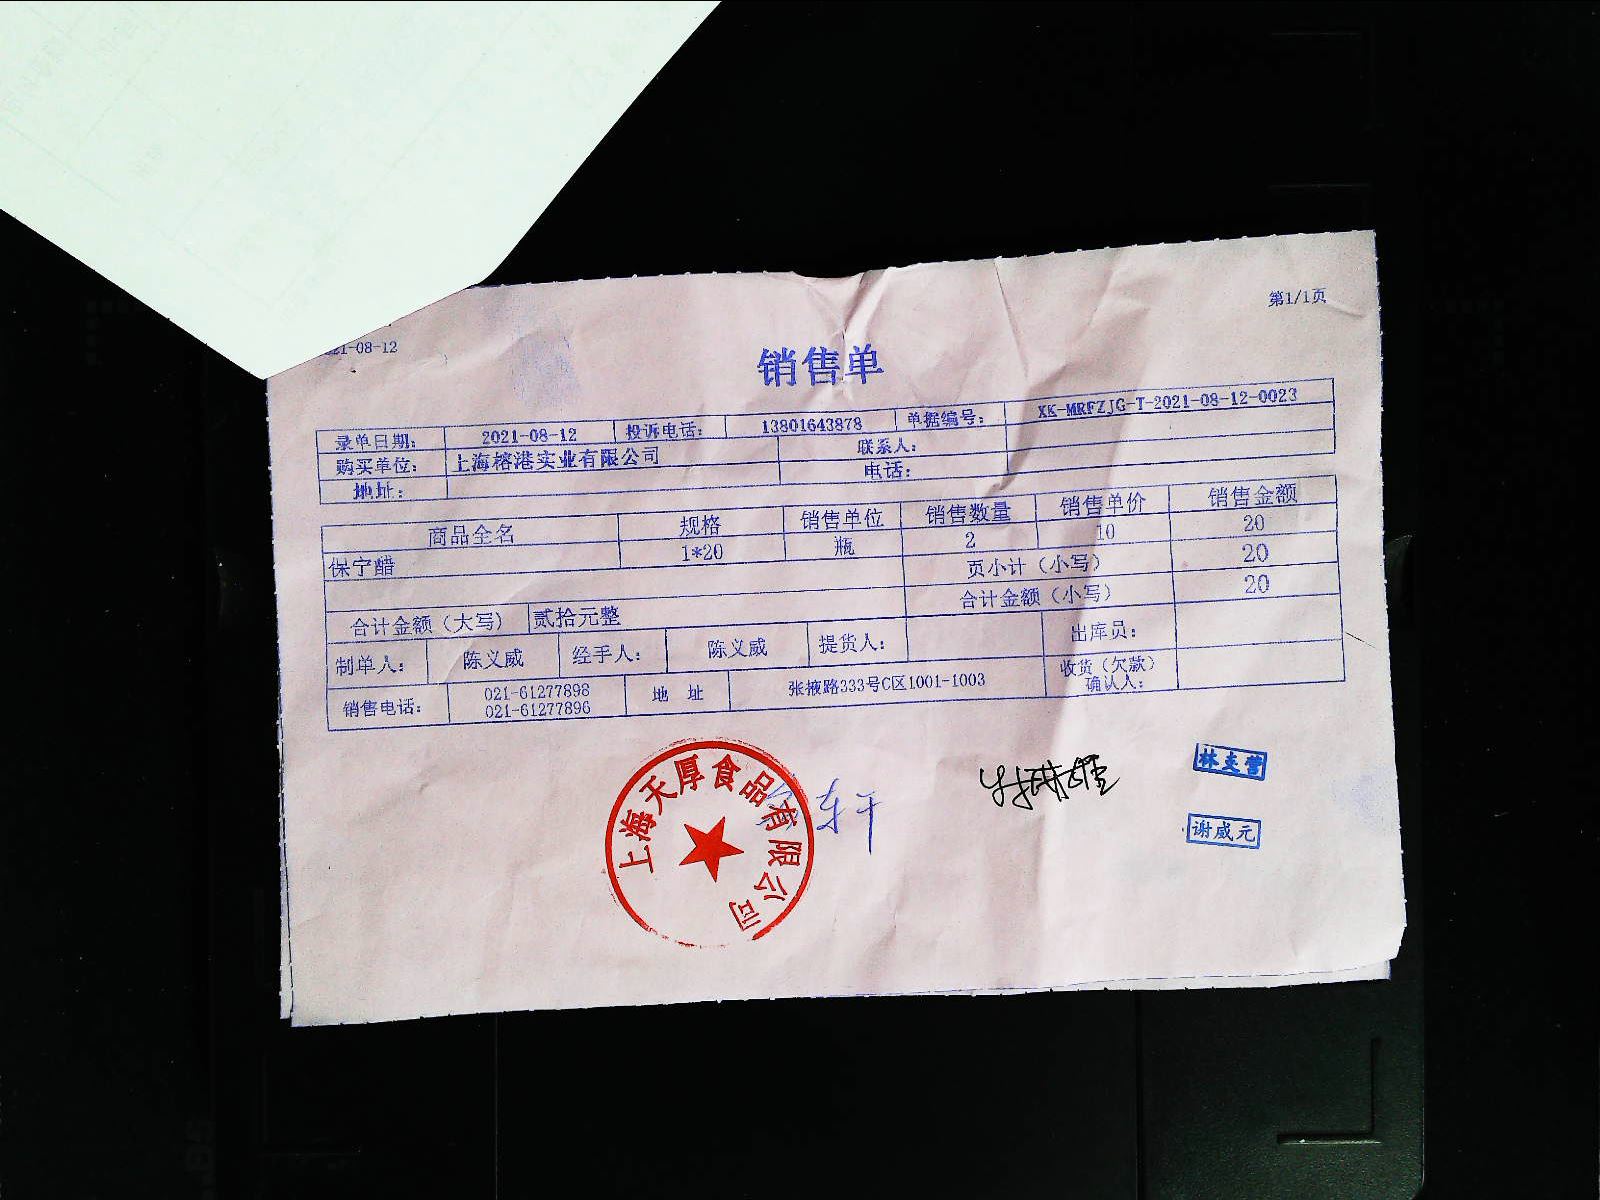 第1/1页
21-08-12
销售单
录单日期： 2021-08-12 投诉电话： 13801643878 单据编号： XK-MRFZJG-T-2021-08-12-0023
购买单位： 上海榕港实业有限公司 联系人：
地址： 电话：
商品全名 规格 销售单位 销售数量 销售单价 销售金额
保宁醋 1*20 瓶 2 10 20
页小计（小写） 20
合计金额（大写） 贰拾元整 合计金额（小写） 20
制单人： 陈义威 经手人： 陈义威 提货人： 出库员：
销售电话： 021-61277898 地 址 张掖路333号C区1001-1003 收货（欠款）
021-61277896 确认人：
上海天厚食品有限公司
谢威元